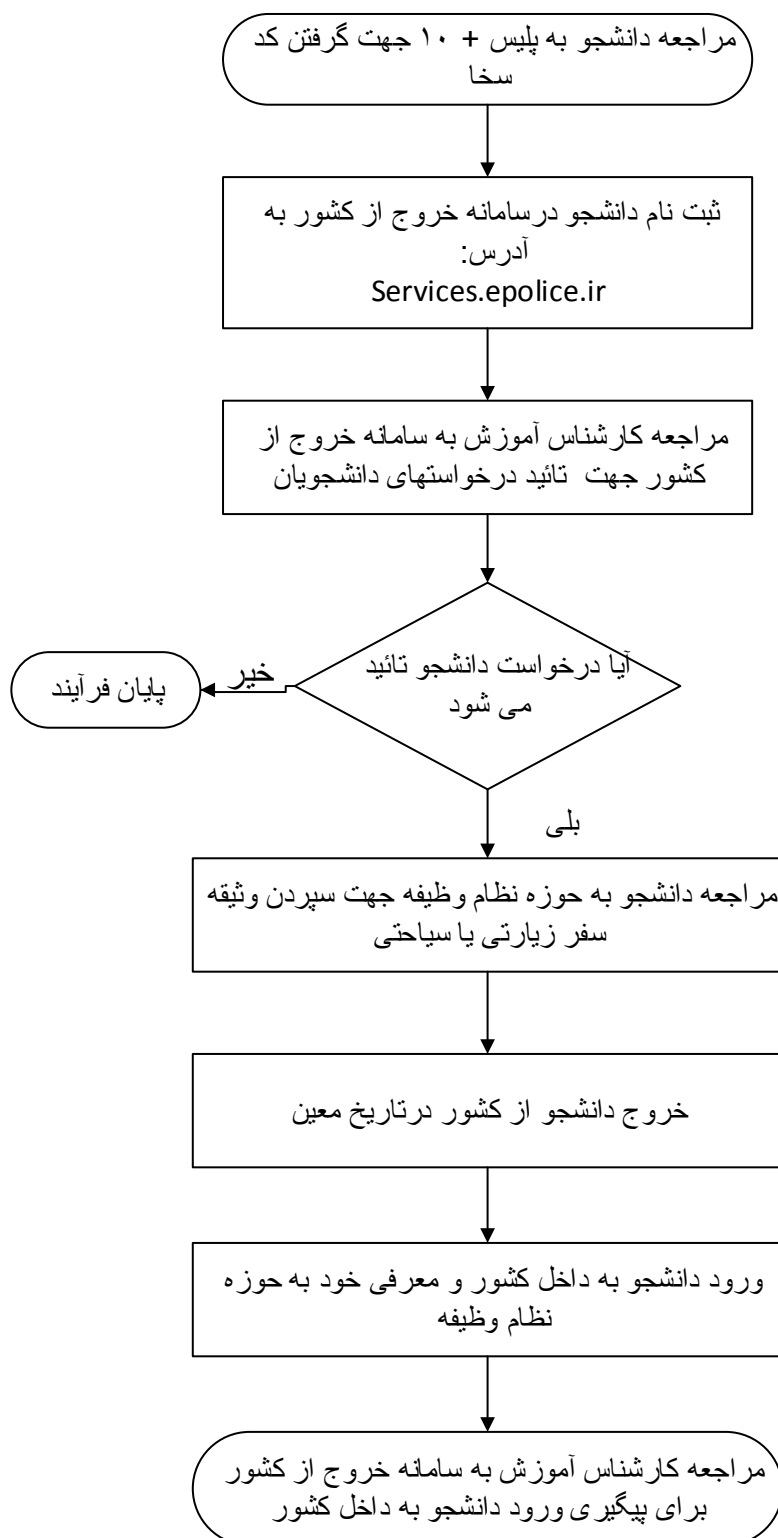 مراجعه دانشجو به پلیس + ۱۰ جهت گرفتن کد
سخا
ثبت نام دانشجو درسامانه خروج از کشور به
آدرس:
Services.epolice.ir
مراجعه کارشناس آموزش به سامانه خروج از
کشور جهت تائید درخواستهای دانشجویان
آیا درخواست دانشجو تائید
می شود
خیر
پایان فرآیند
بلی
مراجعه دانشجو به حوزه نظام وظیفه جهت سپردن وثیقه
سفر زیارتی یا سیاحتی
خروج دانشجو از کشور درتاریخ معین
ورود دانشجو به داخل کشور و معرفی خود به حوزه
نظام وظیفه
مراجعه کارشناس آموزش به سامانه خروج از کشور
برای پیگیری ورود دانشجو به داخل کشور